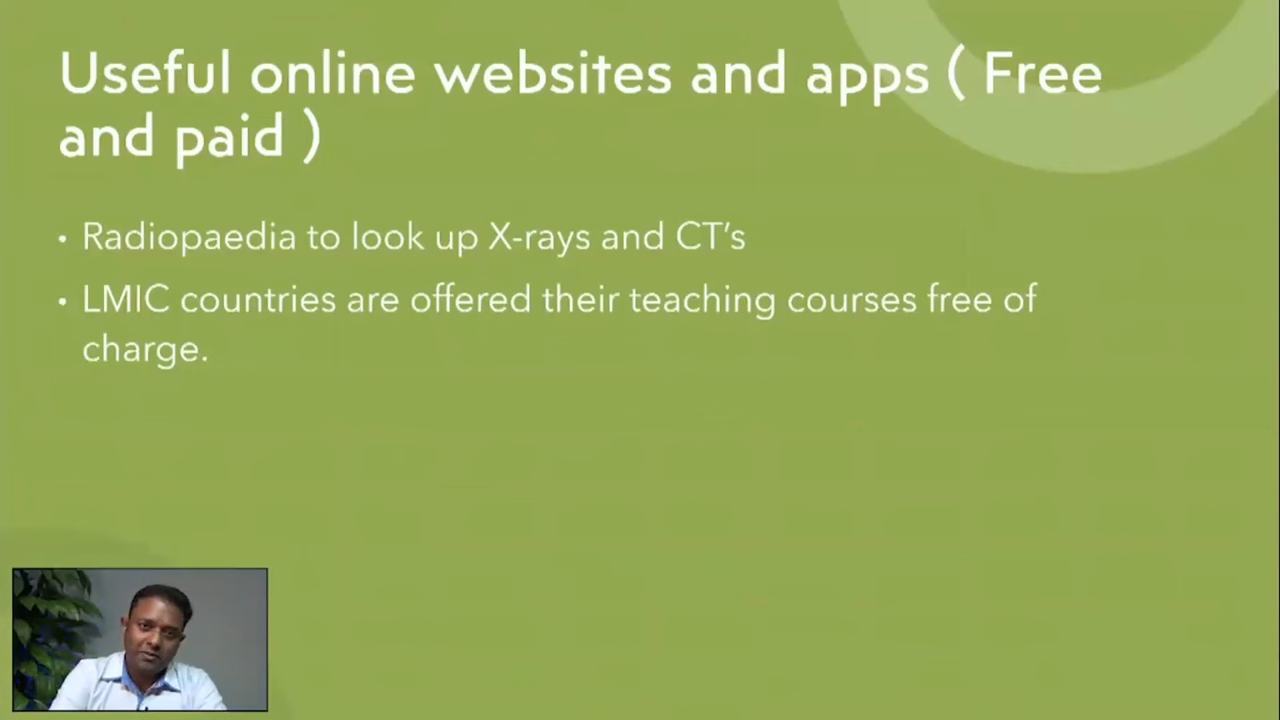 Useful online websites and apps ( Free
and paid )
• Radiopaedia to look up X-rays and CT’s
• LMIC countries are offered their teaching courses free of
charge.